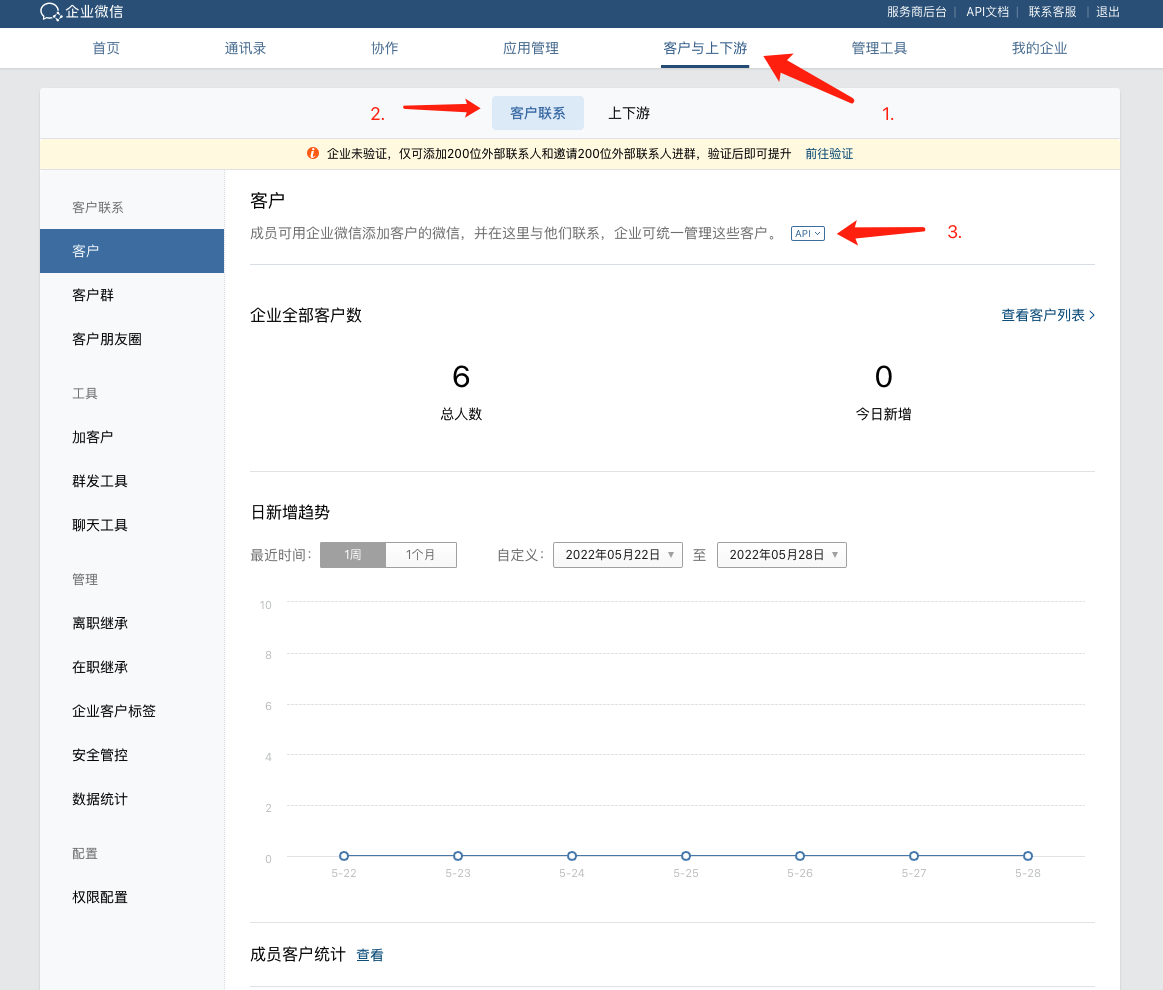 企业微信
服务商后台 | API文档 | 联系客服 | 退出
首页 通讯录 协作 应用管理 客户与上下游 管理工具 我的企业
2. 客户联系 上下游 1.
企业未验证，仅可添加200位外部联系人和邀请200位外部联系人进群，验证后即可提升 前往验证
客户联系
客户
客户群
客户朋友圈
工具
加客户
群发工具
聊天工具
管理
离职继承
在职继承
企业客户标签
安全管控
数据统计
配置
权限配置
客户
成员可用企业微信添加客户的微信，并在这里与他们联系，企业可统一管理这些客户。 API 3.
企业全部客户数 查看客户列表
6 0
总人数 今日新增
日新增趋势
最近时间： 1周 1个月 自定义： 2022年05月22日 至 2022年05月28日
10
8
6
4
2
0
5-22 5-23 5-24 5-25 5-26 5-27 5-28
成员客户统计 查看